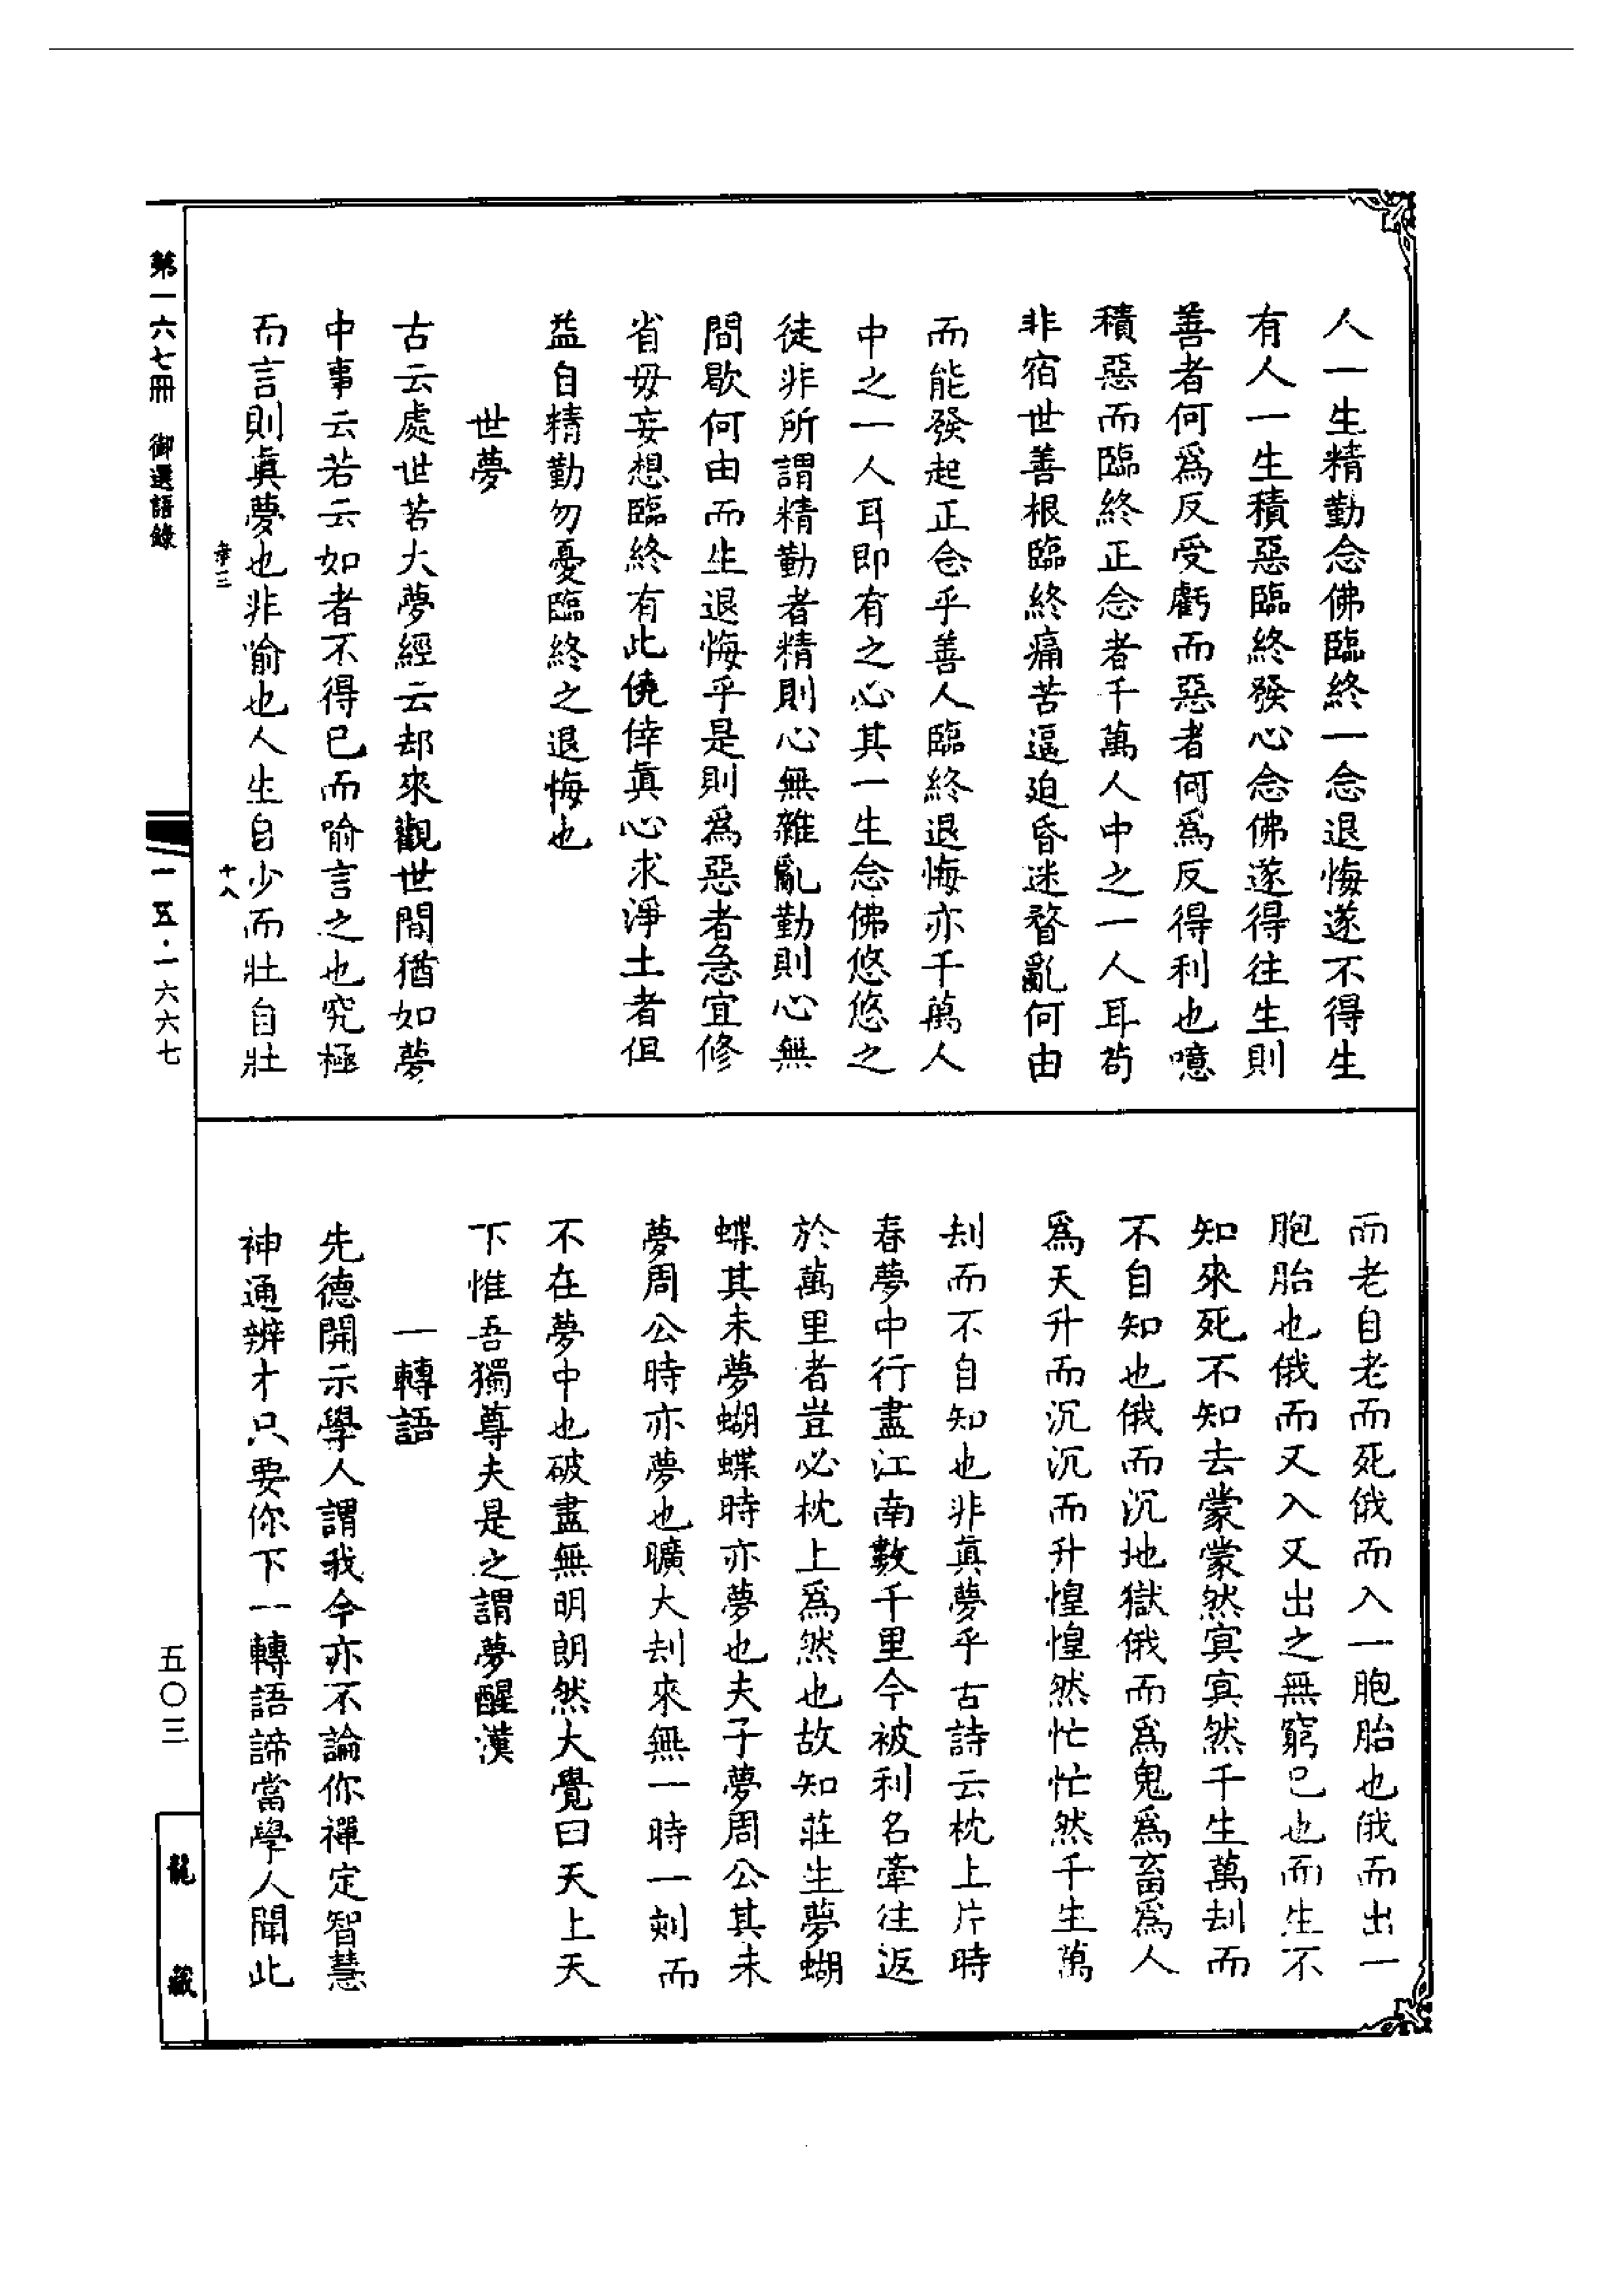 人一生精勤念佛臨終一念退悔遂不得生
有人一生積惡臨終發心念佛遂得往生則
善者何爲反受虧而惡者何爲反得利也噫
積惡而臨終正念者千萬人中之一人耳苟
非宿世善根臨終痛苦逼迫昏迷瞀亂何由
而能發起正念乎善人臨終退悔亦千萬人
中之一人耳即有之必其一生念佛悠悠之
徒非所謂精勤者精則心無雜亂勤則心無
間歇何由而生退悔乎是則爲惡者急宜修
省毋妄想臨終有此僥倖眞心求淨土者但
益自精勤勿憂臨終之退悔也
世夢
古云處世若大夢經云却來觀世間猶如夢
中事云若云如者不得已而喻言之也究極
而言則眞夢也非喻也人生自少而壯自壯
而老自老而死俄而入一胞胎也俄而出一
胞胎也俄而又入又出之無窮已也而生不
知來死不知去蒙蒙然㝠㝠然千生萬刦而
不自知也俄而沉地獄俄而爲鬼爲畜爲人
爲天升而沉沉而升惶惶然忙忙然千生萬
刦而不自知也非眞夢乎古詩云枕上片時
春夢中行盡江南數千里今被利名牽往返
於萬里者豈必枕上爲然也故知莊生夢蝴
蝶其未夢蝴蝶時亦夢也夫子夢周公其未
夢周公時亦夢也曠大刦來無一時一刹而
不在夢中也破盡無明朗然大覺曰天上天
下惟吾獨尊夫是之謂夢醒漢
一轉語
先德開示學人謂我今亦不論你禪定智慧
神通辨才只要你下一轉語諦當學人聞此
第一六七冊 御選語錄
十八
一一五·一六六七
五〇三
龍藏